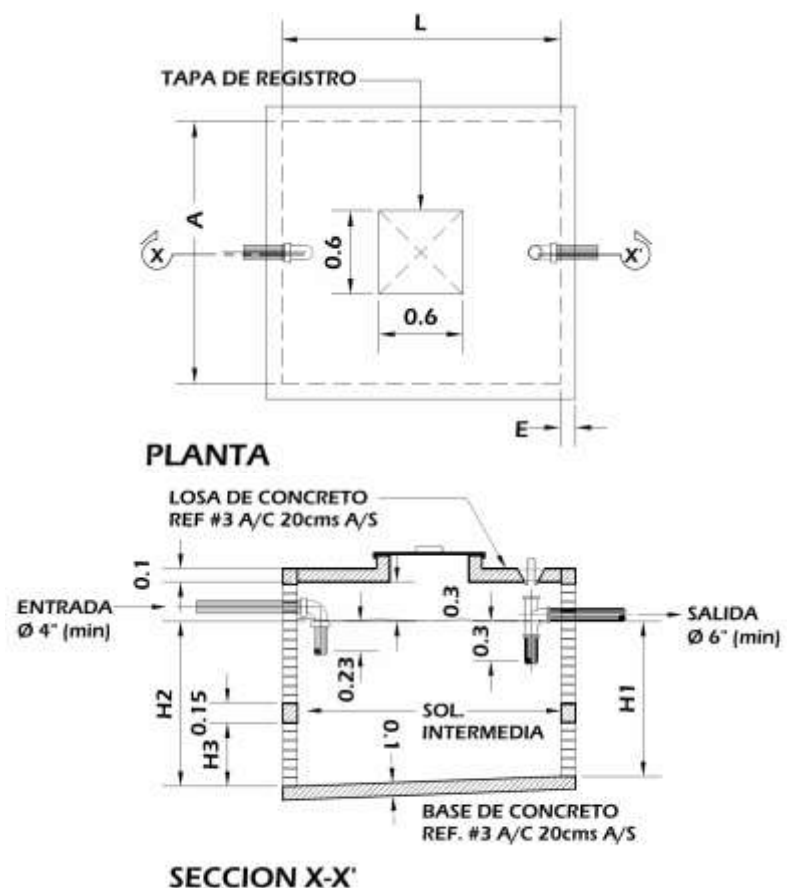 L
TAPA DE REGISTRO
A
X
X'
0.6
0.6
E
PLANTA
LOSA DE CONCRETO
REF #3 A/C 20cms A/S
0.1
ENTRADA
Ø 4" (min)
0.3
SALIDA
Ø 6" (min)
0.23
0.3
H2
0.15
H3
SOL.
INTERMEDIA
0.1
H1
BASE DE CONCRETO
REF. #3 A/C 20cms A/S
SECCION X-X'